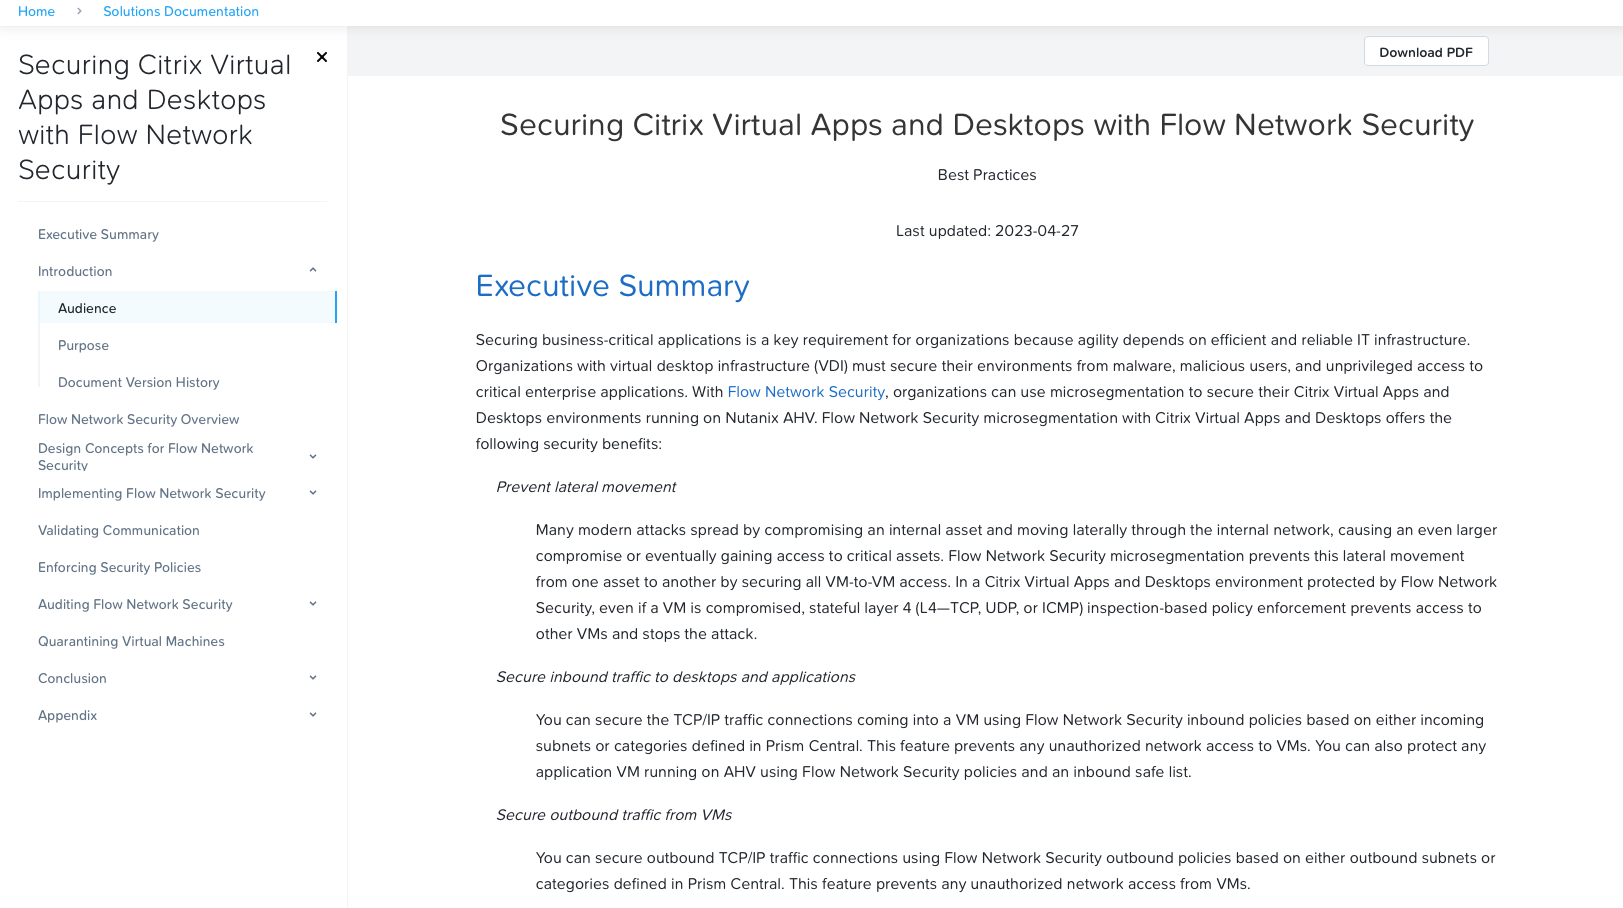 Home > Solutions Documentation
Securing Citrix Virtual
Apps and Desktops
with Flow Network
Security
Executive Summary
Introduction
Audience
Purpose
Document Version History
Flow Network Security Overview
Design Concepts for Flow Network
Security
Implementing Flow Network Security
Validating Communication
Enforcing Security Policies
Auditing Flow Network Security
Quarantining Virtual Machines
Conclusion
Appendix
Download PDF
Securing Citrix Virtual Apps and Desktops with Flow Network Security
Best Practices
Last updated: 2023-04-27
Executive Summary
Securing business-critical applications is a key requirement for organizations because agility depends on efficient and reliable IT infrastructure.
Organizations with virtual desktop infrastructure (VDI) must secure their environments from malware, malicious users, and unprivileged access to
critical enterprise applications. With Flow Network Security, organizations can use microsegmentation to secure their Citrix Virtual Apps and
Desktops environments running on Nutanix AHV. Flow Network Security microsegmentation with Citrix Virtual Apps and Desktops offers the
following security benefits:
Prevent lateral movement
Many modern attacks spread by compromising an internal asset and moving laterally through the internal network, causing an even larger
compromise or eventually gaining access to critical assets. Flow Network Security microsegmentation prevents this lateral movement
from one asset to another by securing all VM-to-VM access. In a Citrix Virtual Apps and Desktops environment protected by Flow Network
Security, even if a VM is compromised, stateful layer 4 (L4—TCP, UDP, or ICMP) inspection-based policy enforcement prevents access to
other VMs and stops the attack.
Secure inbound traffic to desktops and applications
You can secure the TCP/IP traffic connections coming into a VM using Flow Network Security inbound policies based on either incoming
subnets or categories defined in Prism Central. This feature prevents any unauthorized network access to VMs. You can also protect any
application VM running on AHV using Flow Network Security policies and an inbound safe list.
Secure outbound traffic from VMs
You can secure outbound TCP/IP traffic connections using Flow Network Security outbound policies based on either outbound subnets or
categories defined in Prism Central. This feature prevents any unauthorized network access from VMs.